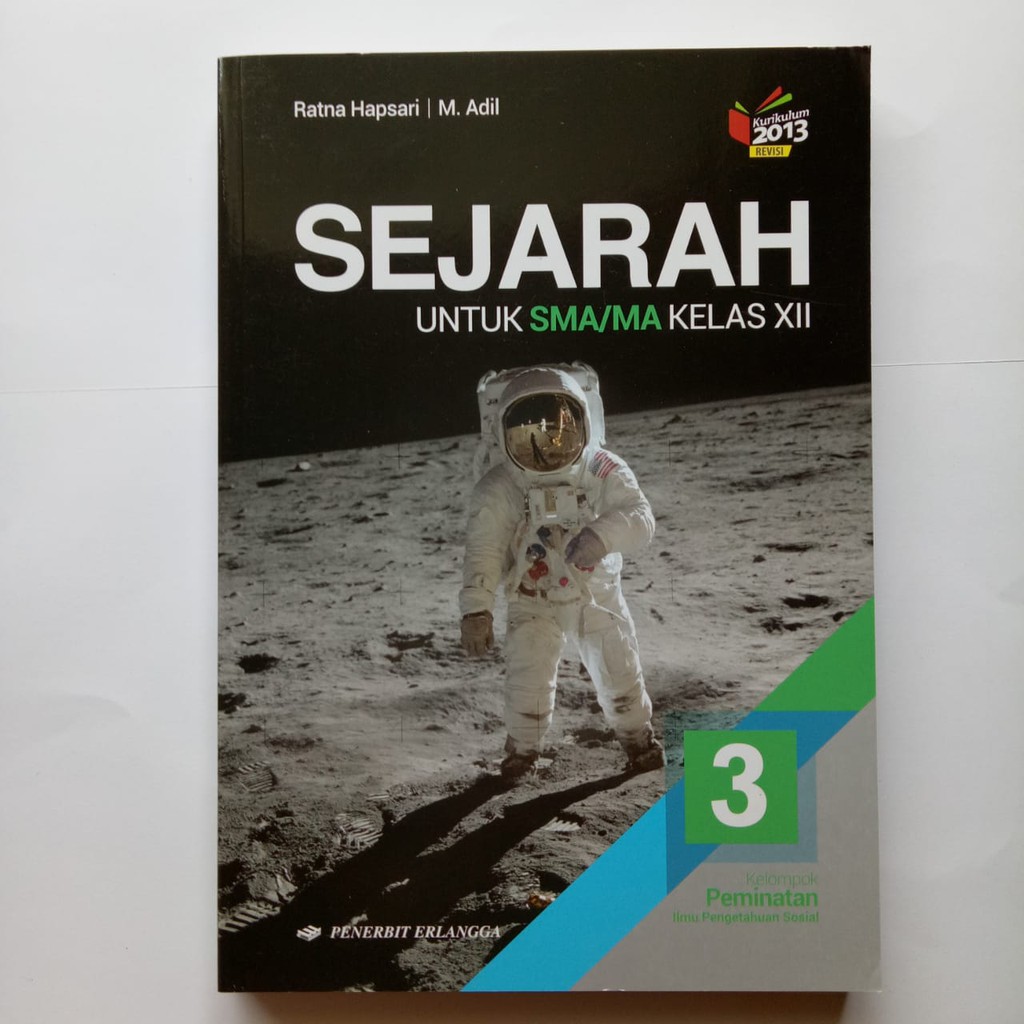 Ratna Hapsari | M. Adil
Kurikulum
2013
REVISI
SEJARAH
UNTUK SMA/MA KELAS XII
3
Kelompok
Peminatan
Ilmu Pengetahuan Sosial
PENERBIT ERLANGGA